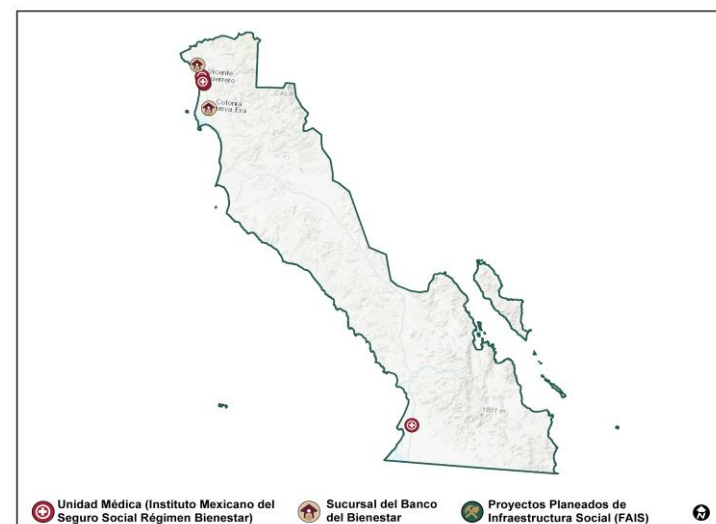 Vicente
Guerrero
Colonia
Nueva Era
1801 m
Unidad Médica (Instituto Mexicano del
Seguro Social Régimen Bienestar)
Sucursal del Banco
del Bienestar
Proyectos Planeados de
Infraestructura Social (FAIS)